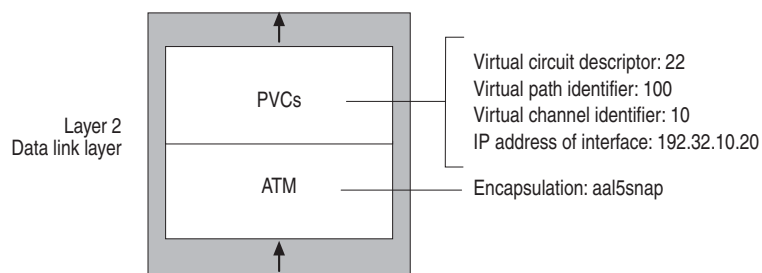 Layer 2
Data link layer
PVCs
ATM
Virtual circuit descriptor: 22
Virtual path identifier: 100
Virtual channel identifier: 10
IP address of interface: 192.32.10.20
Encapsulation: aal5snap